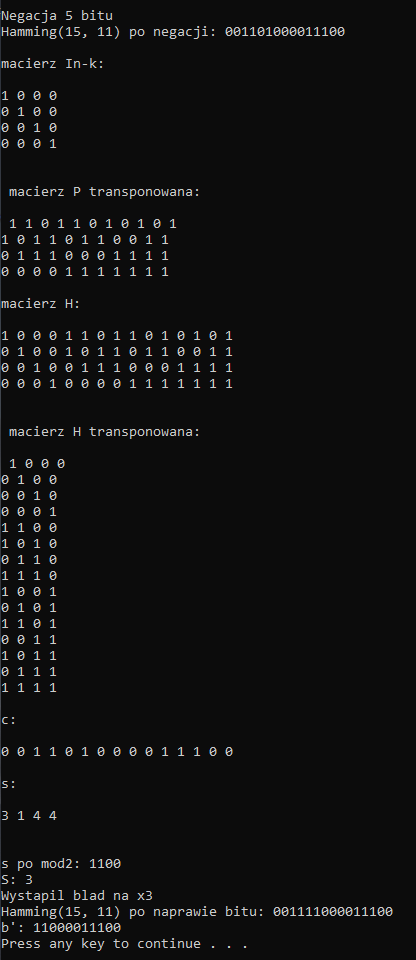 Negacja 5 bitu
Hamming(15, 11) po negacji: 001101000011100
macierz In-k:
1 0 0 0
0 1 0 0
0 0 1 0
0 0 0 1
macierz P transponowana:
1 1 0 1 1 0 1 0 1 0 1
1 0 1 1 0 1 1 0 0 1 1
0 1 1 1 0 0 0 1 1 1 1
0 0 0 0 1 1 1 1 1 1 1
macierz H:
1 0 0 0 1 1 0 1 1 0 1 0 1 0 1
0 1 0 0 1 0 1 1 0 1 1 0 0 1 1
0 0 1 0 0 1 1 1 0 0 0 1 1 1 1
0 0 0 1 0 0 0 0 1 1 1 1 1 1 1
macierz H transponowana:
1 0 0 0
0 1 0 0
0 0 1 0
0 0 0 1
1 1 0 0
1 0 1 0
0 1 1 0
1 1 1 0
1 0 0 1
0 1 0 1
1 1 0 1
0 0 1 1
1 0 1 1
0 1 1 1
1 1 1 1
c:
0 0 1 1 0 1 0 0 0 0 1 1 1 0 0
s:
3 1 4 4
s po mod2: 1100
S: 3
Wystapil blad na x3
Hamming(15, 11) po naprawie bitu: 001111000011100
b': 11000011100
Press any key to continue . . .